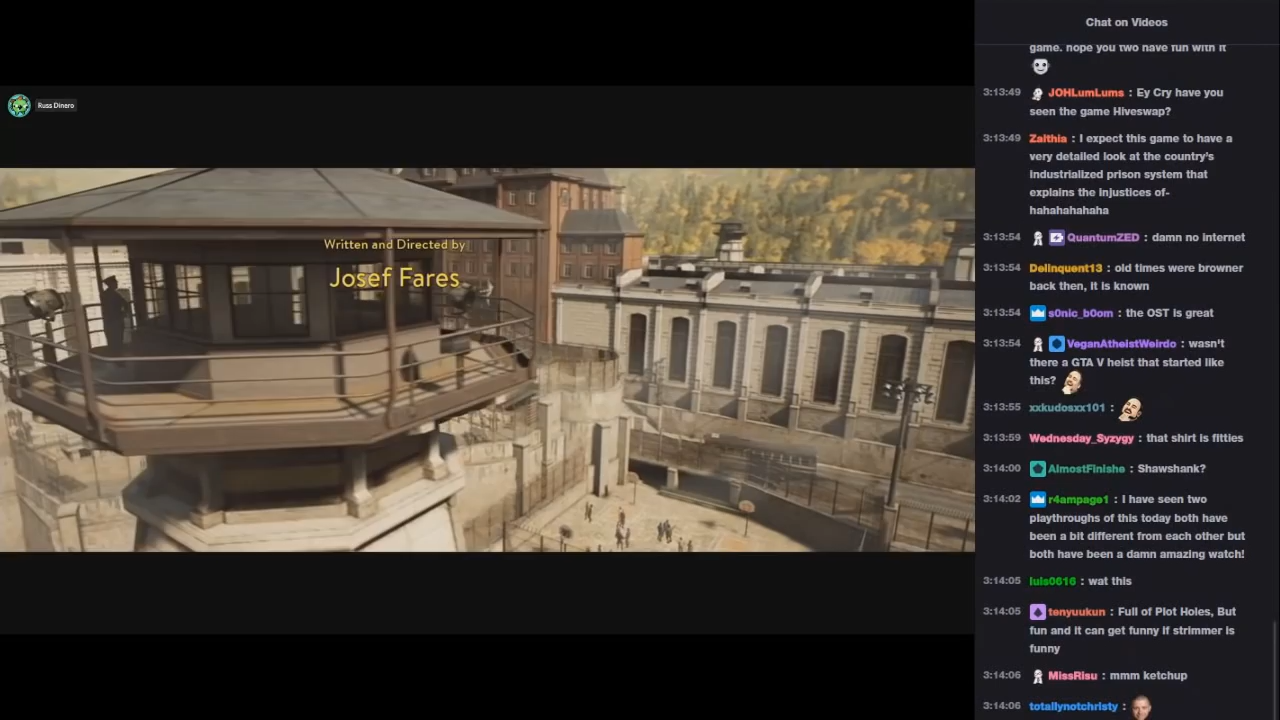 Chat on Videos
game. hope you two have fun with it
Russ Dinero
3:13:49 JOHLumLums : Ey Cry have you
seen the game Hiveswap?
3:13:49 Zalthia : I expect this game to have a
very detailed look at the country's
industrialized prison system that
explains the injustices of-
hahahahahaha
Written and Directed by
Josef Fares
3:13:54 QuantumZED : damn no internet
3:13:54 Delinquent13 : old times were browner
back then, it is known
3:13:54 s0nic_b0om : the OST is great
3:13:54 VeganAtheistWeirdo : wasn't
there a GTA V heist that started like
this?
3:13:55 xxkudosxx101 :
3:13:59 Wednesday_Syzygy : that shirt is fitties
3:14:00 AlmostFinishe : Shawshank?
3:14:02 r4ampage1 : I have seen two
playthroughs of this today both have
been a bit different from each other but
both have been a damn amazing watch!
3:14:05 luis0616 : wat this
3:14:05 tenyuukun : Full of Plot Holes, But
fun and it can get funny if strimmer is
funny
3:14:06 MissRisu : mmm ketchup
3:14:06 totallynotchristy :